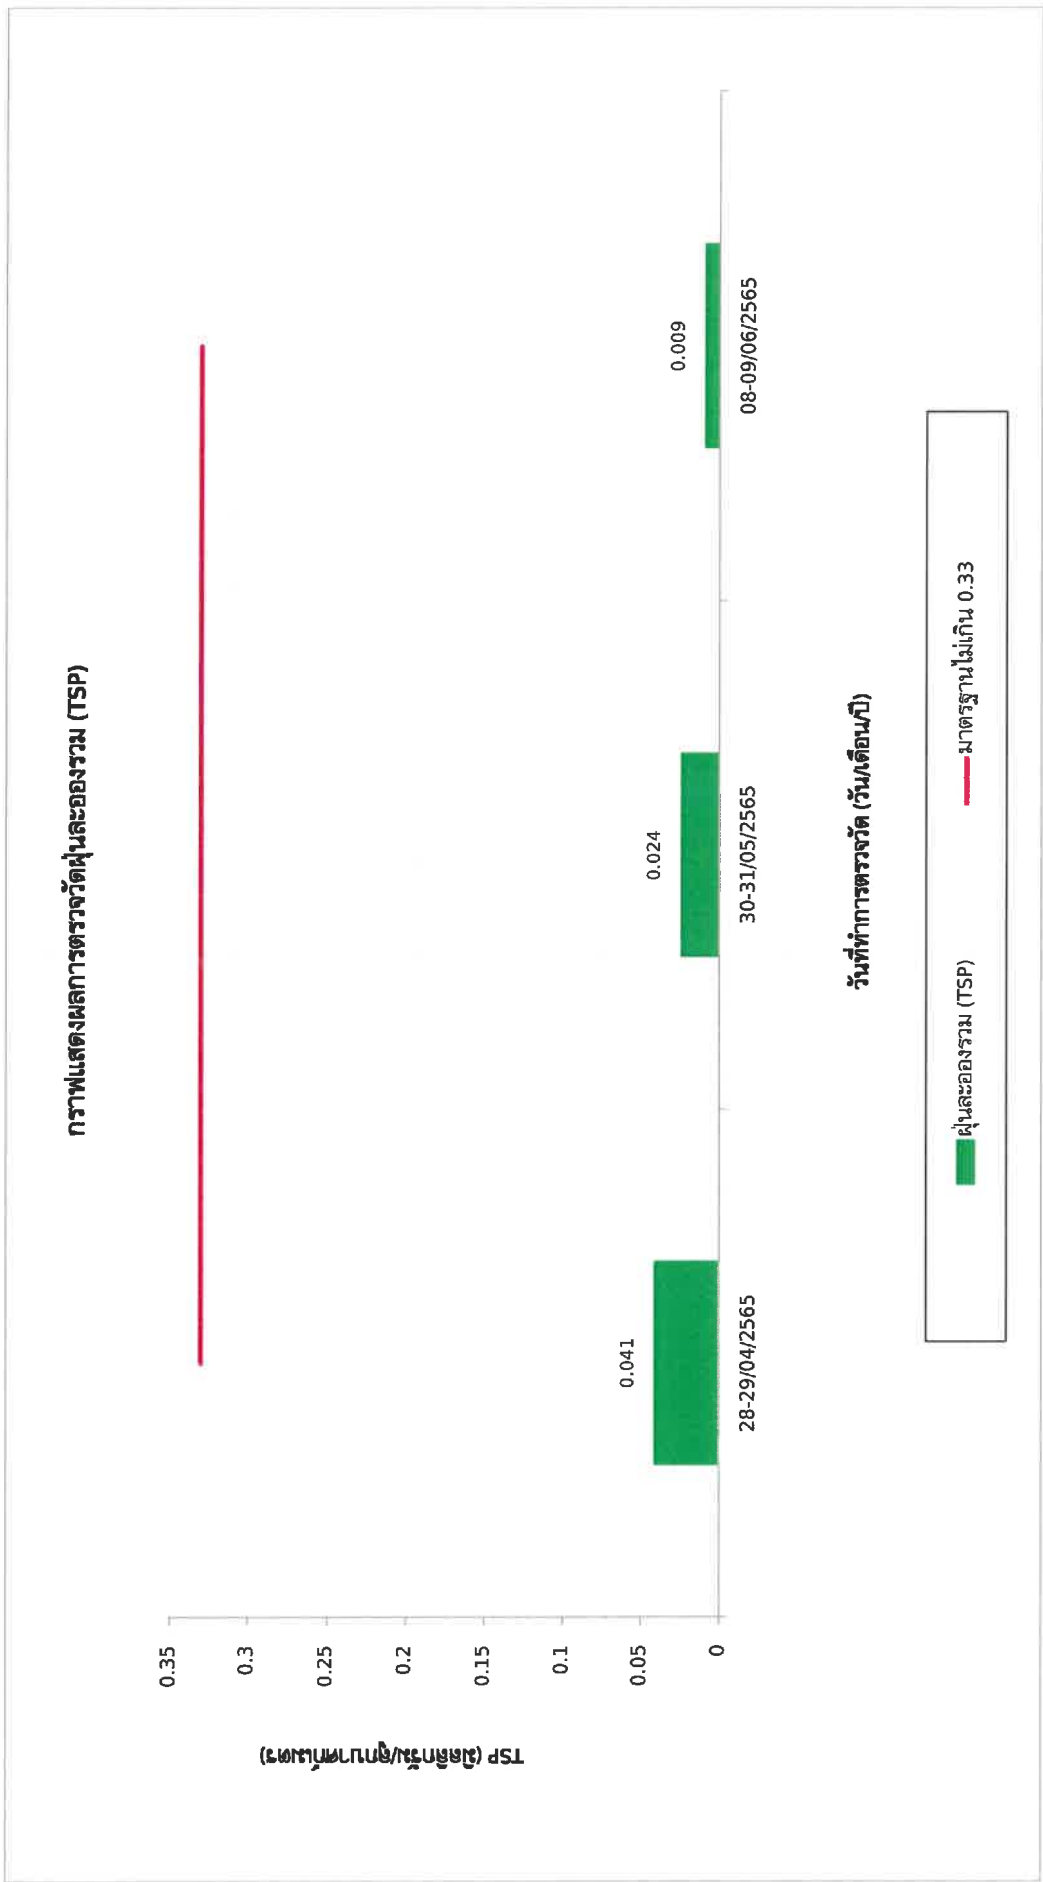 กราฟแสดงผลการตรวจวัดฝุ่นละอองรวม (TSP)
TSP (มิลลิกรัม/ลูกบาศก์เมตร)
0.35
0.3
0.25
0.2
0.15
0.1
0.05
0
0.041
0.024
0.009
28-29/04/2565
30-31/05/2565
08-09/06/2565
วันที่ทำการตรวจวัด (วัน/เดือน/ปี)
ฝุ่นละอองรวม (TSP)
มาตรฐานไม่เกิน 0.33